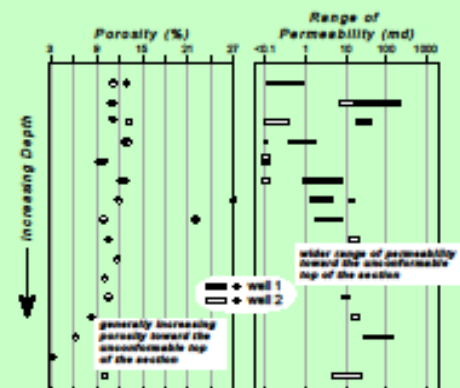 Porosity (%)
3 9 15 21 27
Range of
Permeability (md)
<0.1 1 10 100 1000
Increasing Depth
wider range of permeability
toward the unconformable
top of the section
well 1
well 2
generally increasing
porosity toward the
unconformable top
of the section